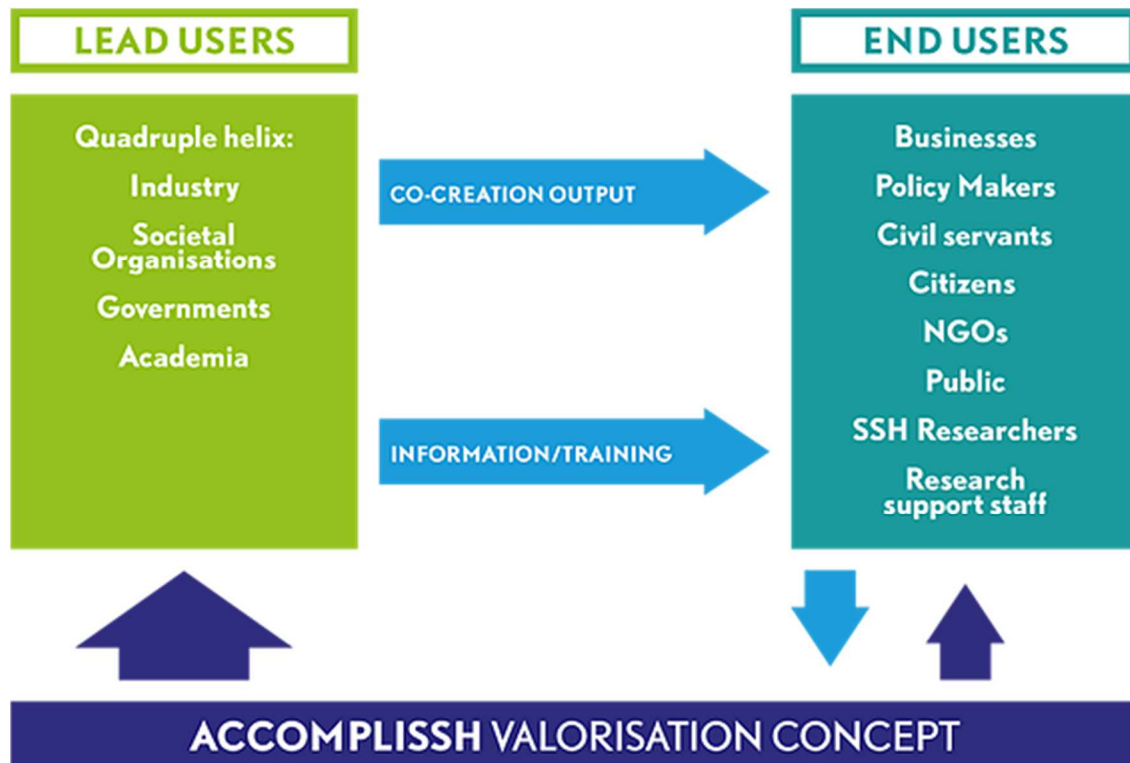 LEAD USERS
Quadruple helix:
Industry
Societal
Organisations
Governments
Academia
CO-CREATION OUTPUT
INFORMATION/TRAINING
END USERS
Businesses
Policy Makers
Civil servants
Citizens
NGOs
Public
SSH Researchers
Research
support staff
ACCOMPLISSH VALORISATION CONCEPT